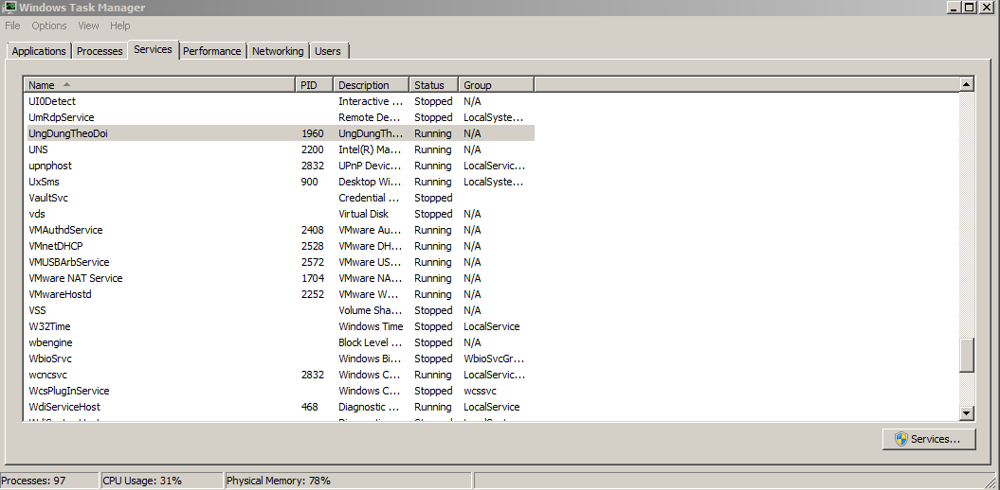 Windows Task Manager
File Options View Help
Applications Processes Services Performance Networking Users
Name PID Description Status Group
UI0Detect Interactive ... Stopped N/A
UmRdpService Remote De... Stopped LocalSyste...
UngDungTheoDoi 1960 UngDungTh... Running N/A
UNS 2200 Intel(R) Ma... Running N/A
upnphost 2832 UPnP Devic... Running LocalServic...
UxSms 900 Desktop Wi... Running LocalSyste...
VaultSvc Credential ... Stopped
vds Virtual Disk Stopped N/A
VMAuthdService 2408 VMware Au... Running N/A
VMnetDHCP 2528 VMware DH... Running N/A
VMUSBArbService 2572 VMware US... Running N/A
VMware NAT Service 1704 VMware NA... Running N/A
VMwareHostd 2252 VMware W... Running N/A
VSS Volume Sha... Stopped N/A
W32Time Windows Time Stopped LocalService
wbengine Block Level ... Stopped N/A
WbioSrvc Windows Bi... Stopped WbioSvcGr...
wcncsvc 2832 Windows C... Running LocalServic...
WcsPlugInService Windows C... Stopped wcssvc
WdiServiceHost 468 Diagnostic ... Running LocalService
Services...
Processes: 97 CPU Usage: 31% Physical Memory: 78%